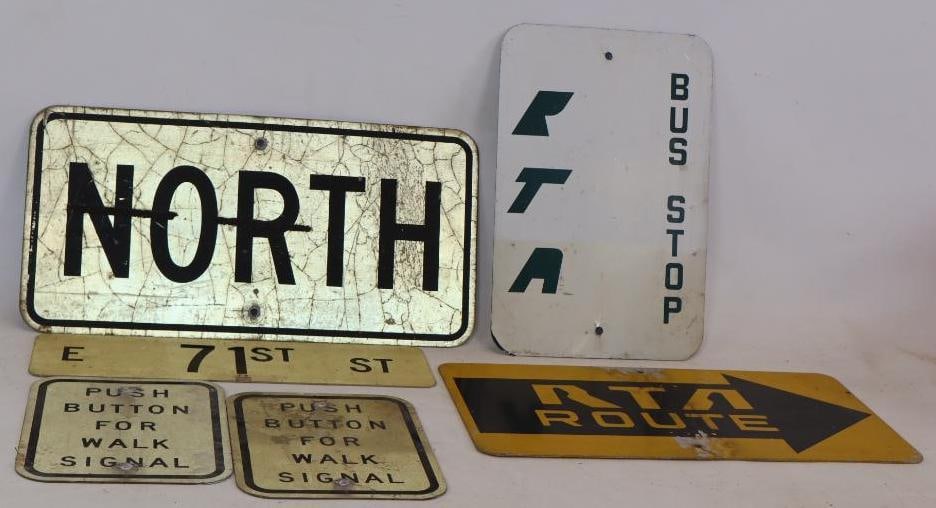 NORTH
RTA
BUS STOP
E 71ST ST
PUSH
BUTTON
FOR
WALK
SIGNAL
PUSH
BUTTON
FOR
WALK
SIGNAL
RTA
ROUTE